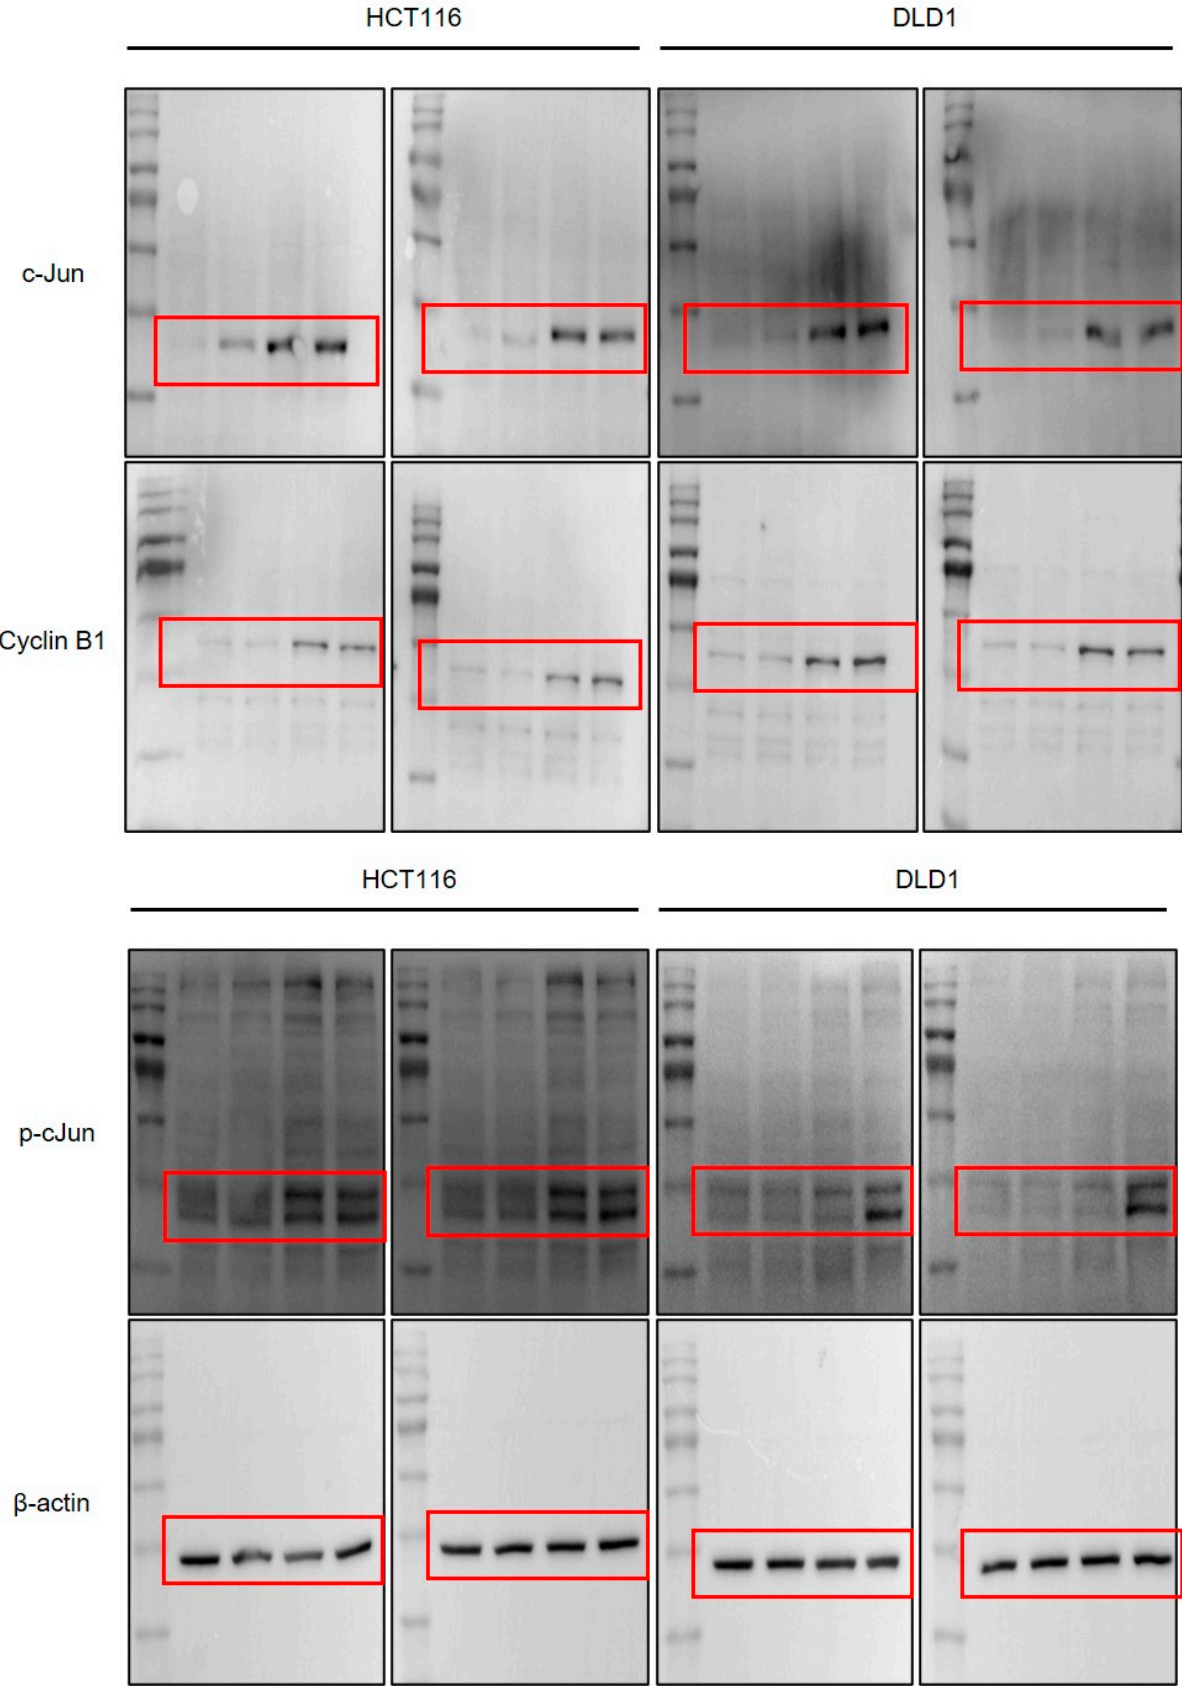 HCT116
DLD1
c-Jun
Cyclin B1
HCT116
DLD1
p-cJun
β-actin